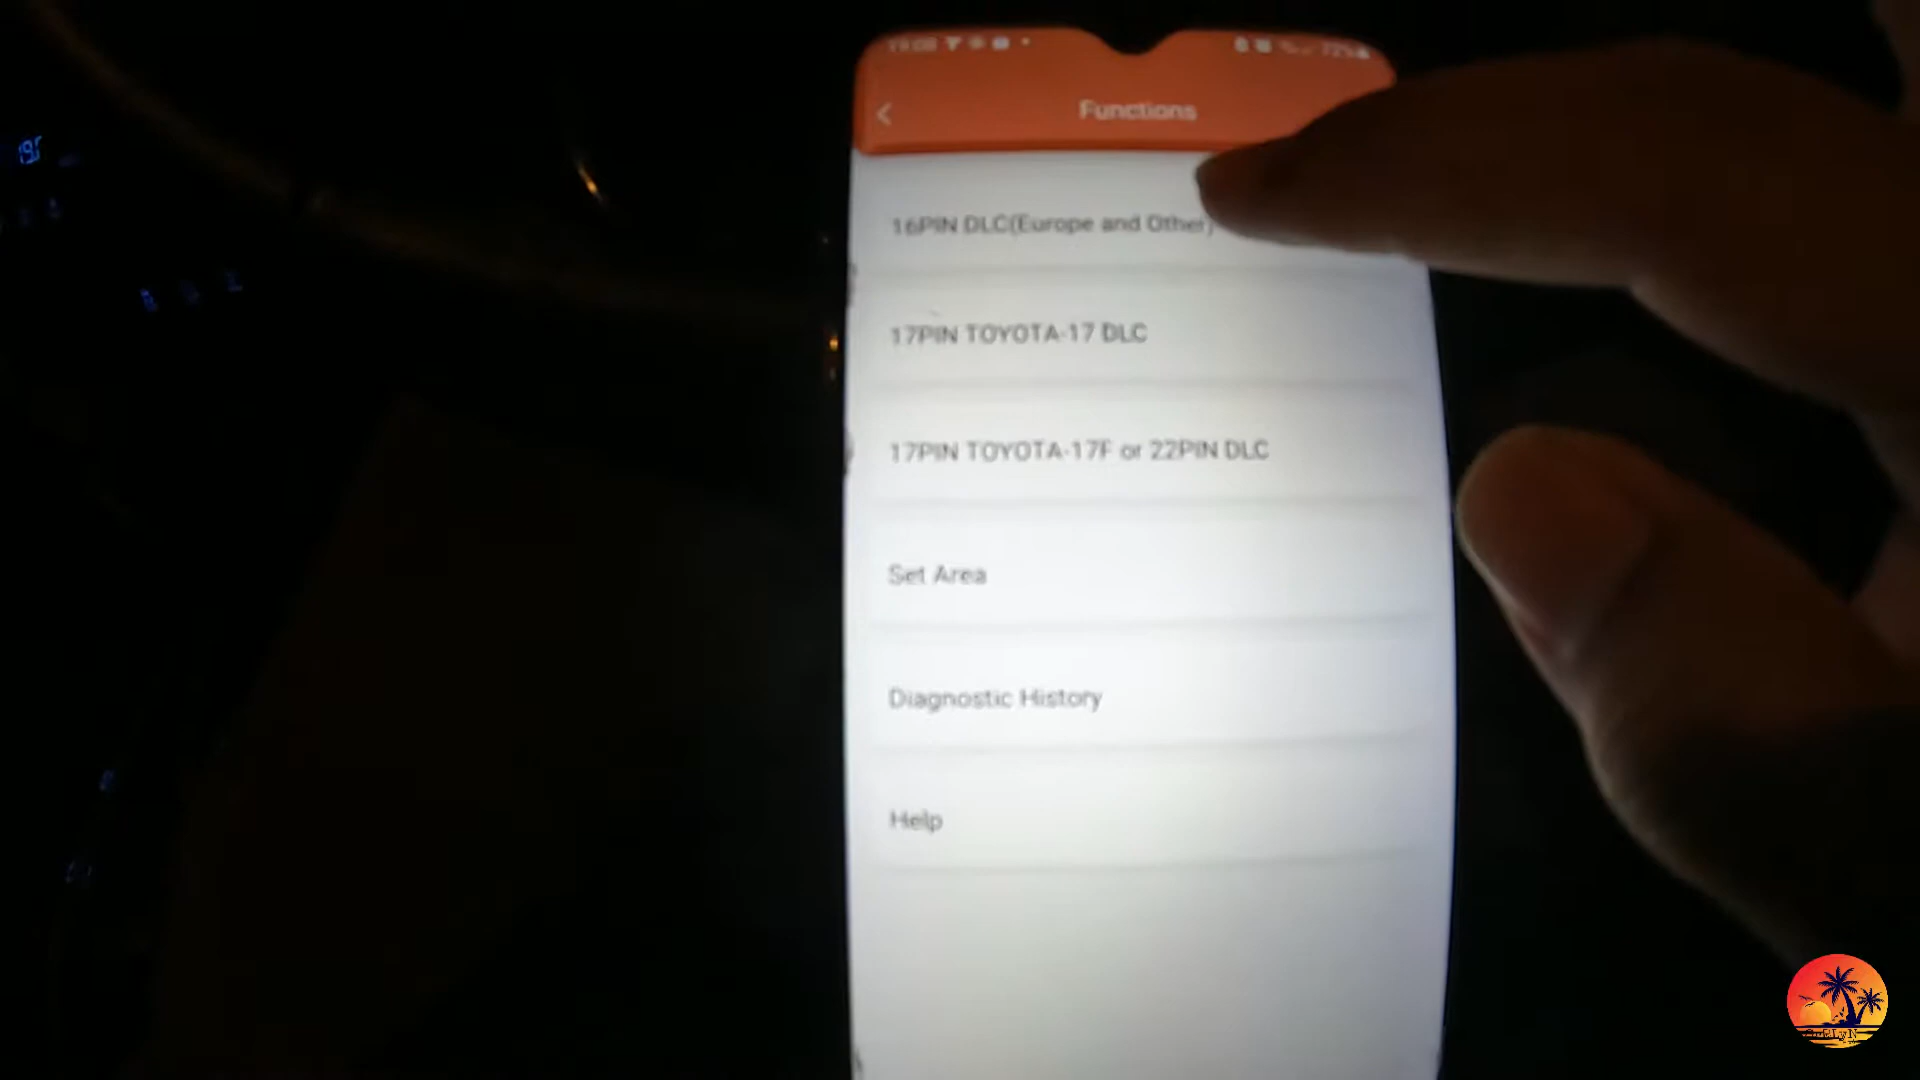 Functions
16PIN DLC(Europe and Other)
17PIN TOYOTA-17 DLC
17PIN TOYOTA-17F or 22PIN DLC
Set Area
Diagnostic History
Help